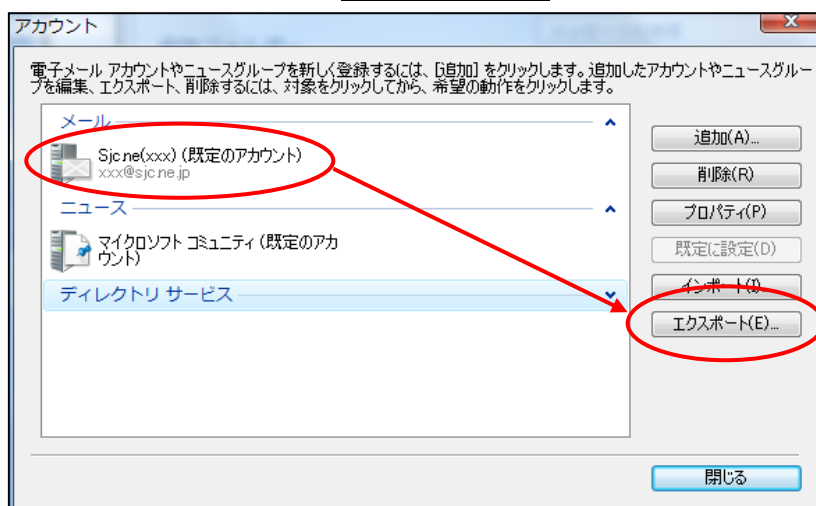 アカウント
電子メール アカウントやニュースグループを新しく登録するには、[追加] をクリックします。追加したアカウントやニュースグルー
プを編集、エクスポート、削除するには、対象をクリックしてから、希望の動作をクリックします。
メール
Sjc.ne(xxx) (既定のアカウント)
xxx@sjc.ne.jp
ニュース
マイクロソフト コミュニティ (既定のアカ
ウント)
ディレクトリ サービス
追加(A)...
削除(R)
プロパティ(P)
既定に設定(D)
インポート(I)...
エクスポート(E)...
閉じる